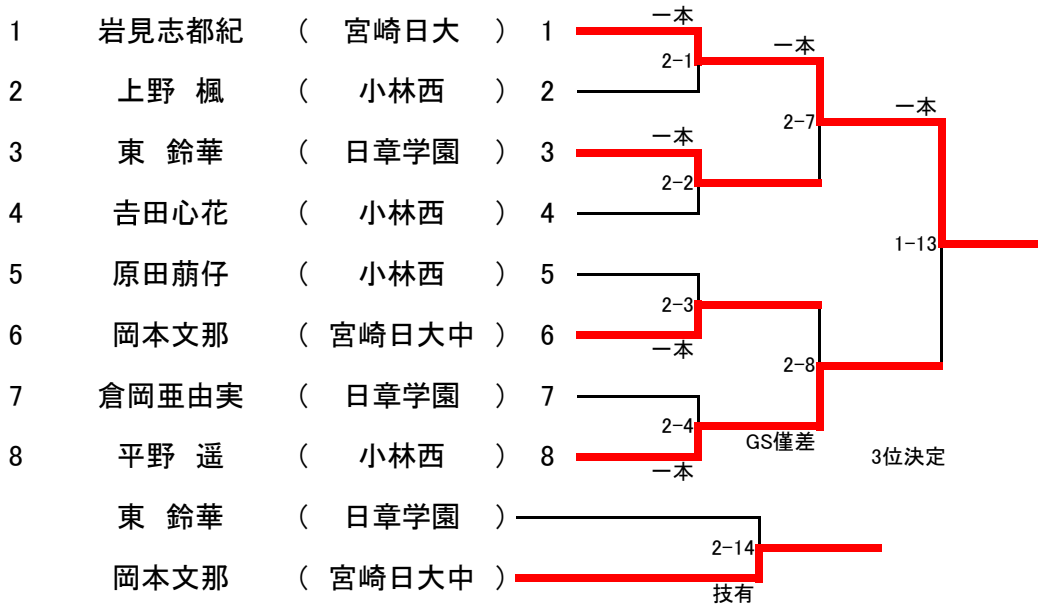 1 岩見志都紀 ( 宮崎日大 ) 1 一本
2-1 一本
2 上野 楓 ( 小林西 ) 2
2-7 一本
3 東 鈴華 ( 日章学園 ) 3 一本
2-2
4 𠮷田心花 ( 小林西 ) 4
1-13
5 原田萠仔 ( 小林西 ) 5
2-3
6 岡本文那 ( 宮崎日大中 ) 6 一本
2-8
7 倉岡亜由実 ( 日章学園 ) 7
2-4 GS僅差
8 平野 遥 ( 小林西 ) 8 一本
3位決定
東 鈴華 ( 日章学園 )
2-14
岡本文那 ( 宮崎日大中 ) 技有